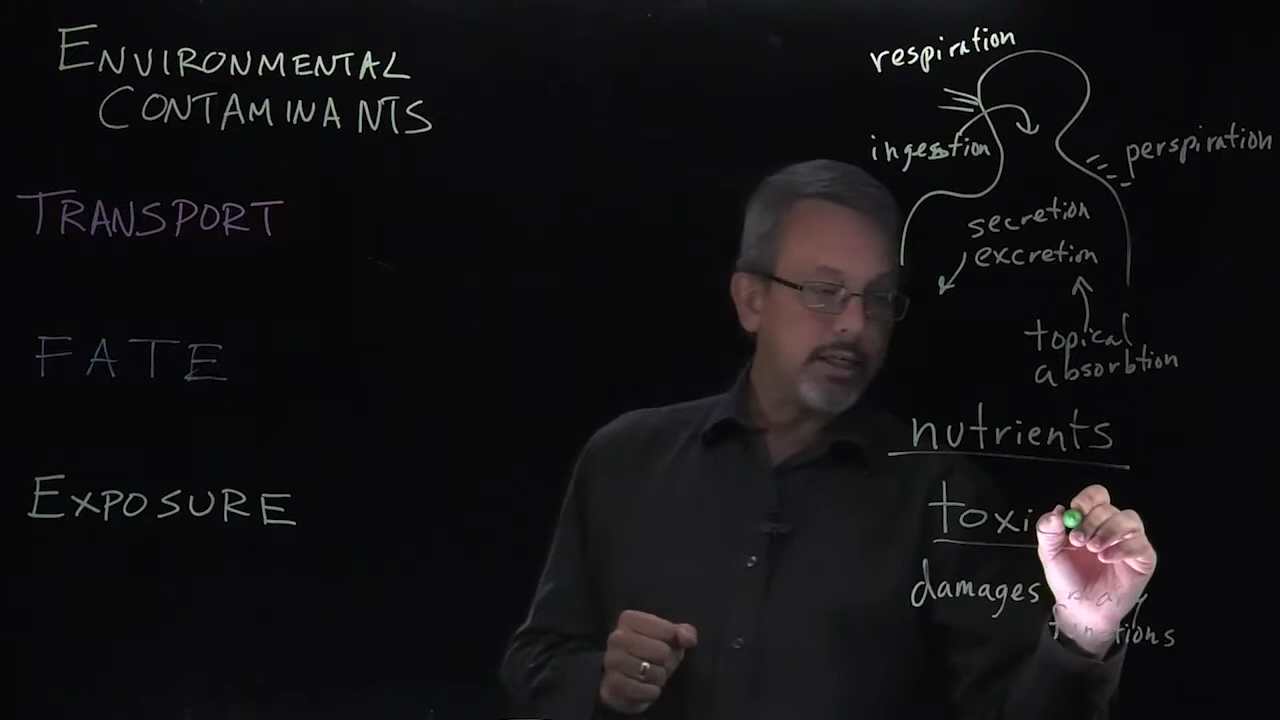 ENVIRONMENTAL
CONTAMINANTS
TRANSPORT
FATE
EXPOSURE
respiration
ingestion
perspiration
secretion
excretion
topical
absorbtion
nutrients
damages
functions